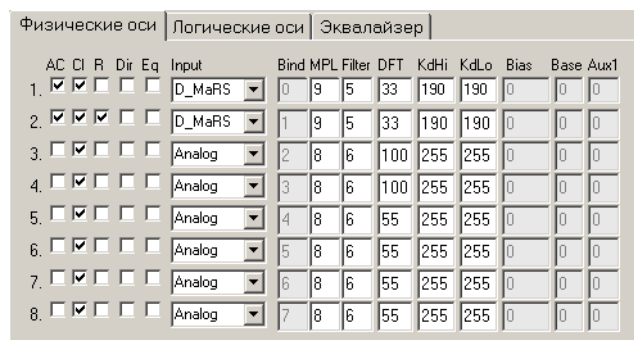 Физические оси Логические оси Эквалайзер
AC Cl R Dir Eq Input Bind MPL Filter DFT KdHi KdLo Bias Base Aux1
1. D_MaRS 0 9 5 33 190 190 0 0 0
2. D_MaRS 1 9 5 33 190 190 0 0 0
3. Analog 2 8 6 100 255 255 0 0 0
4. Analog 3 8 6 100 255 255 0 0 0
5. Analog 4 8 6 55 255 255 0 0 0
6. Analog 5 8 6 55 255 255 0 0 0
7. Analog 6 8 6 55 255 255 0 0 0
8. Analog 7 8 6 55 255 255 0 0 0